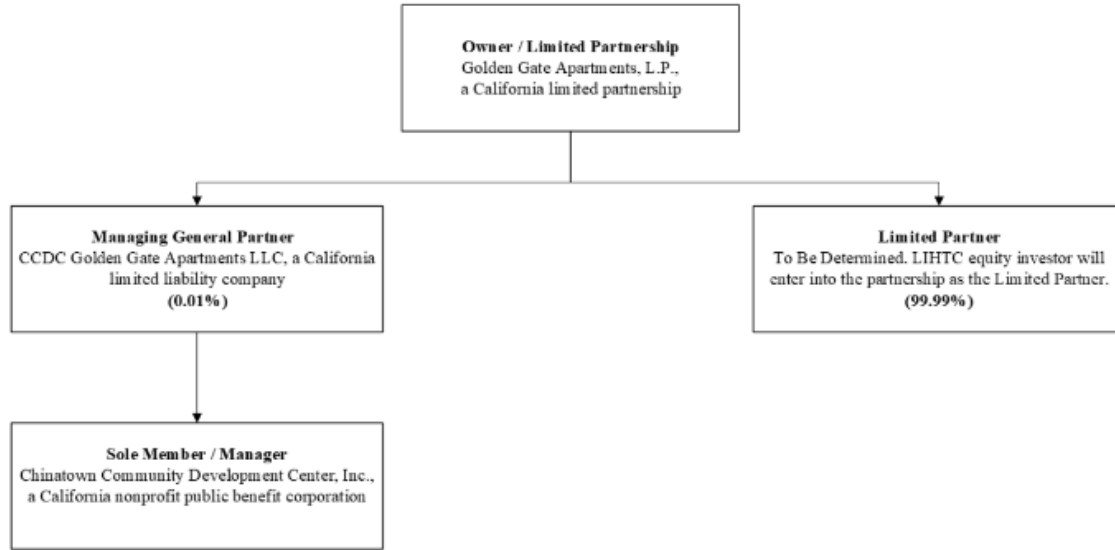 Owner / Limited Partnership
Golden Gate Apartments, L.P.,
a California limited partnership
Managing General Partner
CCDC Golden Gate Apartments LLC, a California
limited liability company
(0.01%)
Limited Partner
To Be Determined. LIHTC equity investor will
enter into the partnership as the Limited Partner.
(99.99%)
Sole Member / Manager
Chinatown Community Development Center, Inc.,
a California nonprofit public benefit corporation